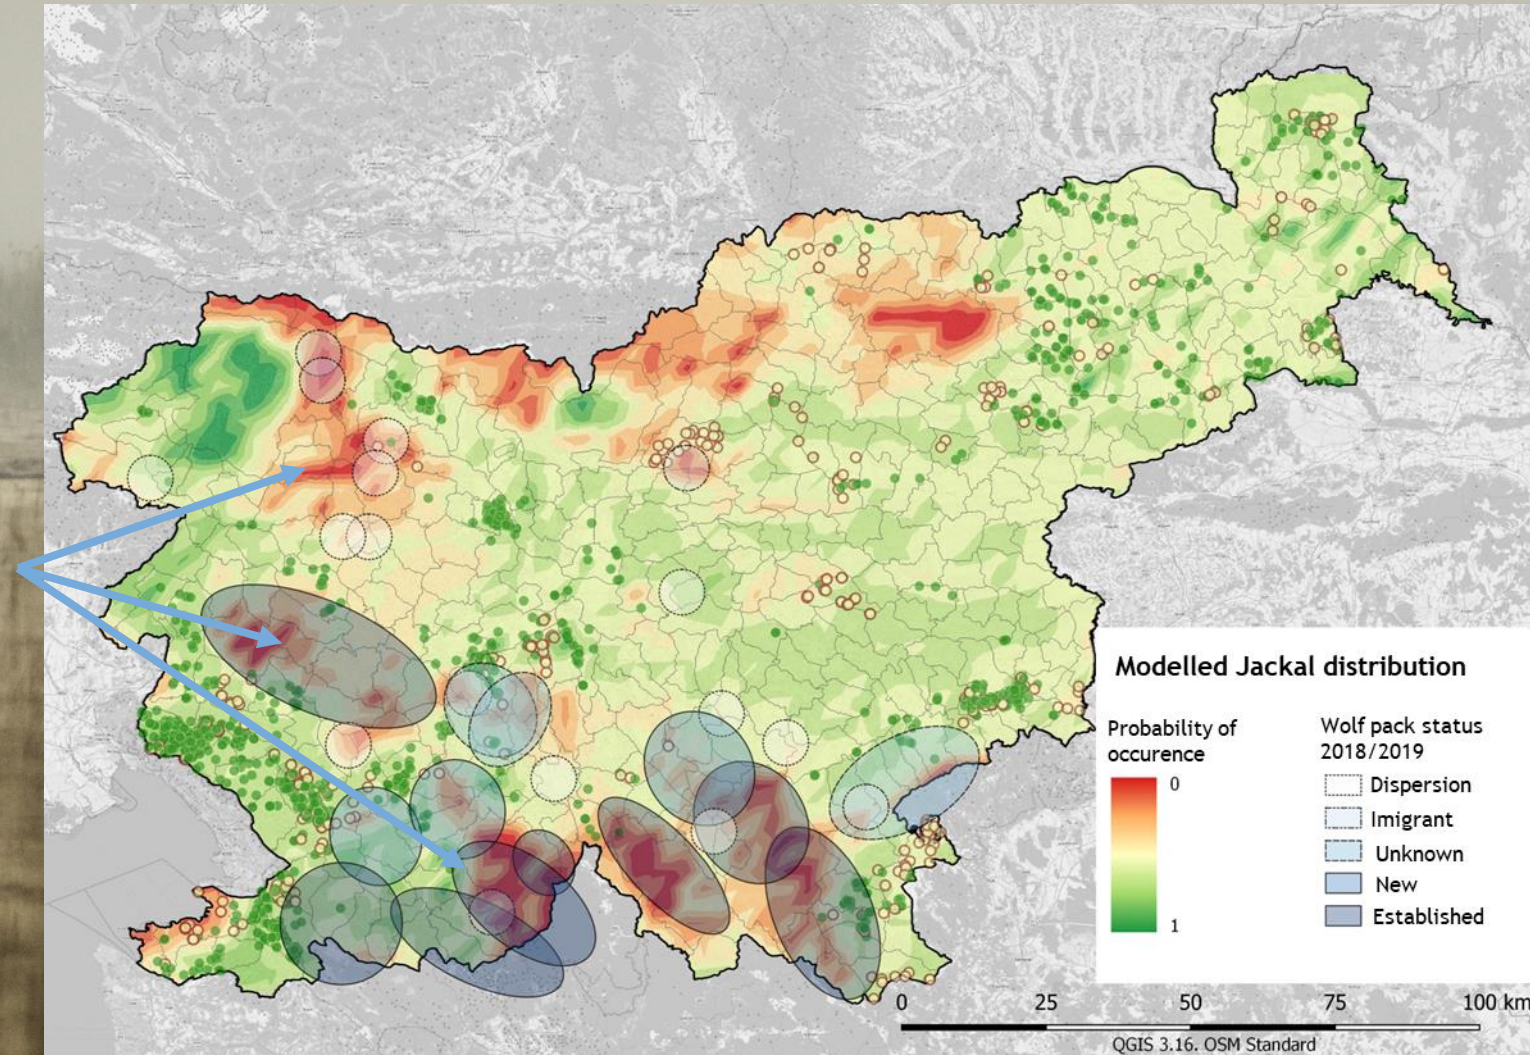 Modelled Jackal distribution
Probability of
occurence
0
1
Wolf pack status
2018/2019
Dispersion
Imigrant
Unknown
New
Established
0 25 50 75 100 km
QGIS 3.16. OSM Standard